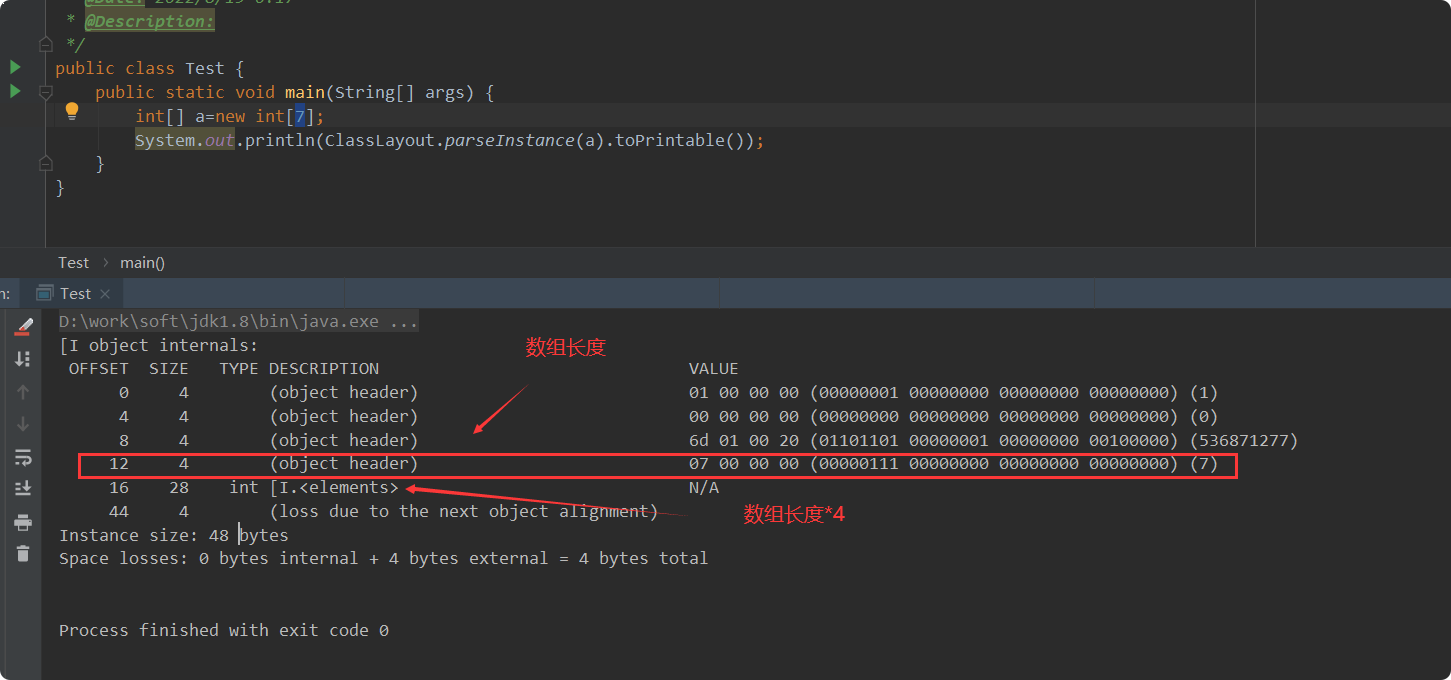 * @Description:
*/
public class Test {
public static void main(String[] args) {
int[] a=new int[7];
System.out.println(ClassLayout.parseInstance(a).toPrintable());
}
}
Test › main()
n: Test ×
D:\work\soft\jdk1.8\bin\java.exe ...
[I object internals:
数组长度
OFFSET SIZE TYPE DESCRIPTION VALUE
0 4 (object header) 01 00 00 00 (00000001 00000000 00000000 00000000) (1)
4 4 (object header) 00 00 00 00 (00000000 00000000 00000000 00000000) (0)
8 4 (object header) 6d 01 00 20 (01101101 00000001 00000000 00100000) (536871277)
12 4 (object header) 07 00 00 00 (00000111 00000000 00000000 00000000) (7)
16 28 int [I.<elements> N/A
44 4 (loss due to the next object alignment)
数组长度*4
Instance size: 48 bytes
Space losses: 0 bytes internal + 4 bytes external = 4 bytes total
Process finished with exit code 0